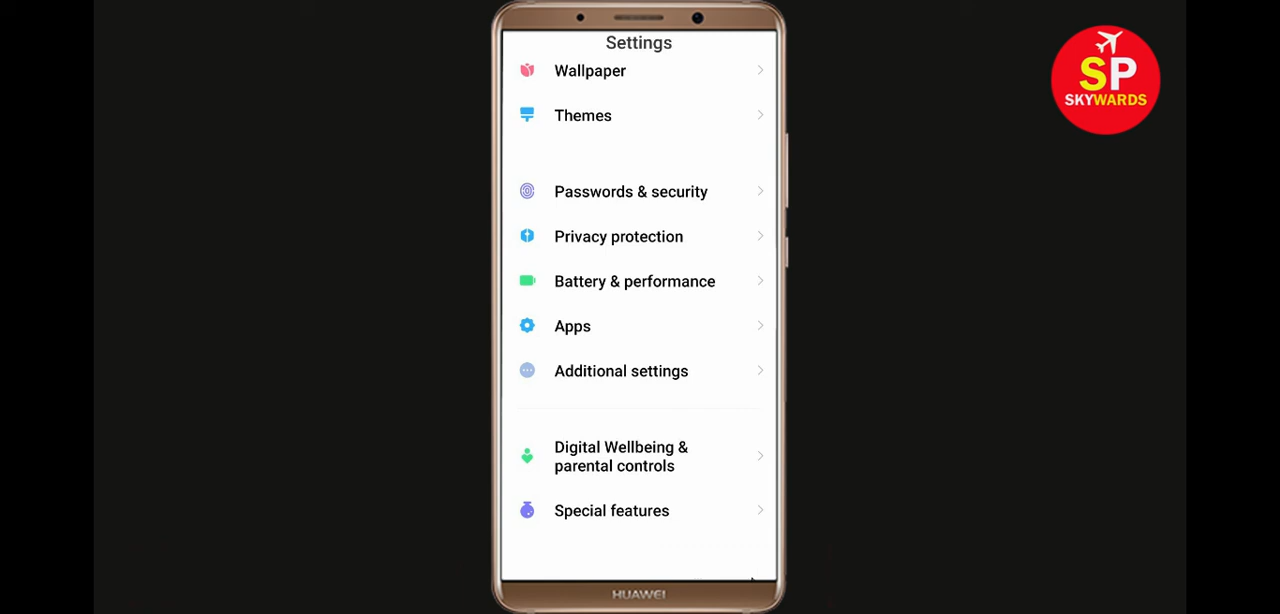 Settings
Wallpaper
Themes
Passwords & security
Privacy protection
Battery & performance
Apps
Additional settings
Digital Wellbeing &
parental controls
Special features
HUAWEI
SP
SKYWARDS